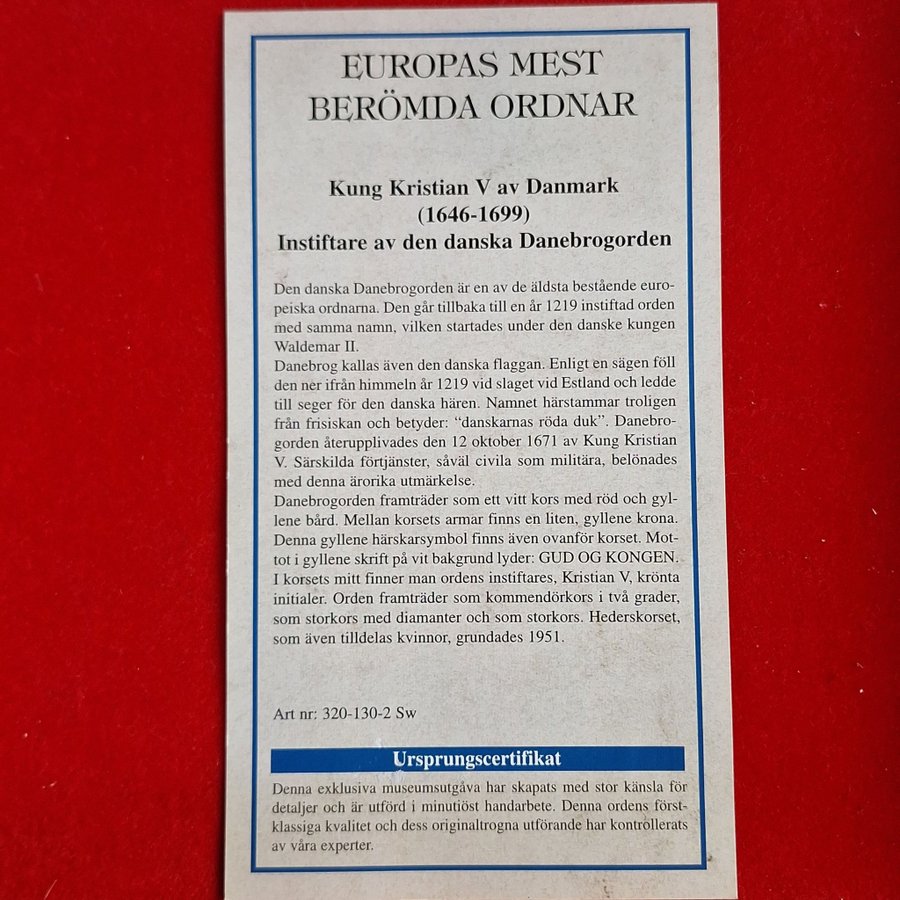 EUROPAS MEST
BERÖMDA ORDNAR
Kung Kristian V av Danmark
(1646-1699)
Instiftare av den danska Danebrogorden
Den danska Danebrogorden är en av de äldsta bestående euro-
peiska ordnarna. Den går tillbaka till en år 1219 instiftad orden
med samma namn, vilken startades under den danske kungen
Waldemar II.
Danebrog kallas även den danska flaggan. Enligt en sägen föll
den ner ifrån himmeln år 1219 vid slaget vid Estland och ledde
till seger för den danska hären. Namnet härstammar troligen
från frisiskan och betyder: “danskarnas röda duk”. Danebro-
gorden återupplivades den 12 oktober 1671 av Kung Kristian
V. Särskilda förtjänster, såväl civila som militära, belönades
med denna ärorika utmärkelse.
Danebrogorden framträder som ett vitt kors med röd och gyl-
lene bård. Mellan korsets armar finns en liten, gyllene krona.
Denna gyllene härskarsymbol finns även ovanför korset. Mot-
tot i gyllene skrift på vit bakgrund lyder: GUD OG KONGEN.
I korsets mitt finner man ordens instiftares, Kristian V, krönta
initialer. Orden framträder som kommendörkors i två grader,
som storkors med diamanter och som storkors. Hederskorset,
som även tilldelas kvinnor, grundades 1951.
Art nr: 320-130-2 Sw
Ursprungscertifikat
Denna exklusiva museumsutgåva har skapats med stor känsla för
detaljer och är utförd i minutiöst handarbete. Denna ordens först-
klassiga kvalitet och dess originaltrogna utförande har kontrollerats
av våra experter.